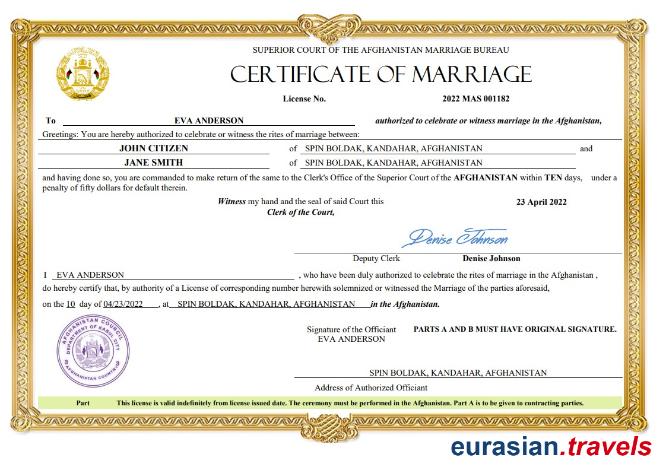 SUPERIOR COURT OF THE AFGHANISTAN MARRIAGE BUREAU
CERTIFICATE OF MARRIAGE
License No. 2022 MAS 001182
To EVA ANDERSON authorized to celebrate or witness marriage in the Afghanistan,
Greetings: You are hereby authorized to celebrate or witness the rites of marriage between:
JOHN CITIZEN of SPIN BOLDAK, KANDAHAR, AFGHANISTAN and
JANE SMITH of SPIN BOLDAK, KANDAHAR, AFGHANISTAN
and having done so, you are commanded to make return of the same to the Clerk's Office of the Superior Court of the AFGHANISTAN within TEN days, under a
penalty of fifty dollars for default therein.
Witness my hand and the seal of said Court this 23 April 2022
Clerk of the Court,
Denise Johnson
Deputy Clerk Denise Johnson
I EVA ANDERSON , who have been duly authorized to celebrate the rites of marriage in the Afghanistan ,
do hereby certify that, by authority of a License of corresponding number herewith solemnized or witnessed the Marriage of the parties aforesaid,
on the 10 day of 04/23/2022 , at SPIN BOLDAK, KANDAHAR, AFGHANISTAN in the Afghanistan.
AFGHANISTAN COUNCIL
DEPARTMENT OF KABUL CITY
AFGHANISTAN COURTS
Signature of the Officiant PARTS A AND B MUST HAVE ORIGINAL SIGNATURE.
EVA ANDERSON
SPIN BOLDAK, KANDAHAR, AFGHANISTAN
Address of Authorized Officiant
Part This license is valid indefinitely from license issued date. The ceremony must be performed in the Afghanistan. Part A is to be given to contracting parties.
eurasian.travels